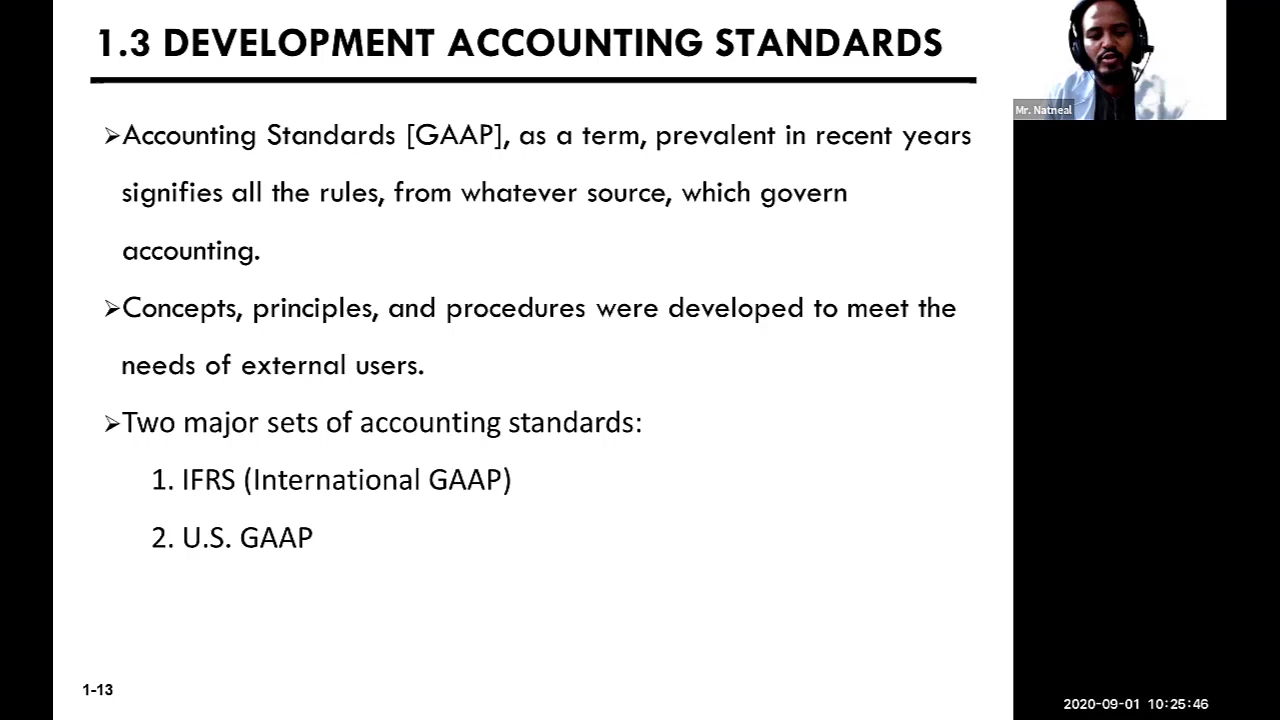 1.3 DEVELOPMENT ACCOUNTING STANDARDS
Mr. Natneal
➢Accounting Standards [GAAP], as a term, prevalent in recent years
signifies all the rules, from whatever source, which govern
accounting.
➢Concepts, principles, and procedures were developed to meet the
needs of external users.
➢Two major sets of accounting standards:
1. IFRS (International GAAP)
2. U.S. GAAP
1-13
2020-09-01 10:25:46